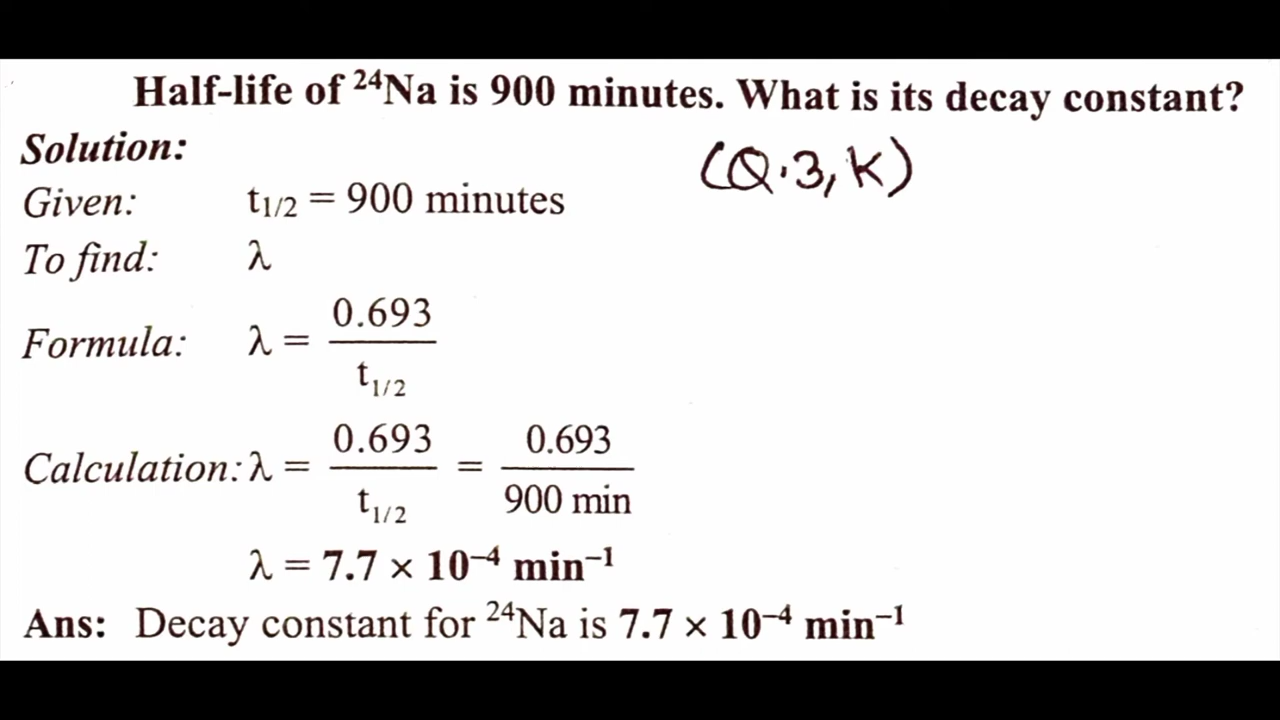 Half-life of ²⁴Na is 900 minutes. What is its decay constant?
Solution:
(Q.3, K)
Given: t₁/₂ = 900 minutes
To find: λ
Formula: λ = 0.693 / t₁/₂
Calculation: λ = 0.693 / t₁/₂ = 0.693 / 900 min
λ = 7.7 × 10⁻⁴ min⁻¹
Ans: Decay constant for ²⁴Na is 7.7 × 10⁻⁴ min⁻¹